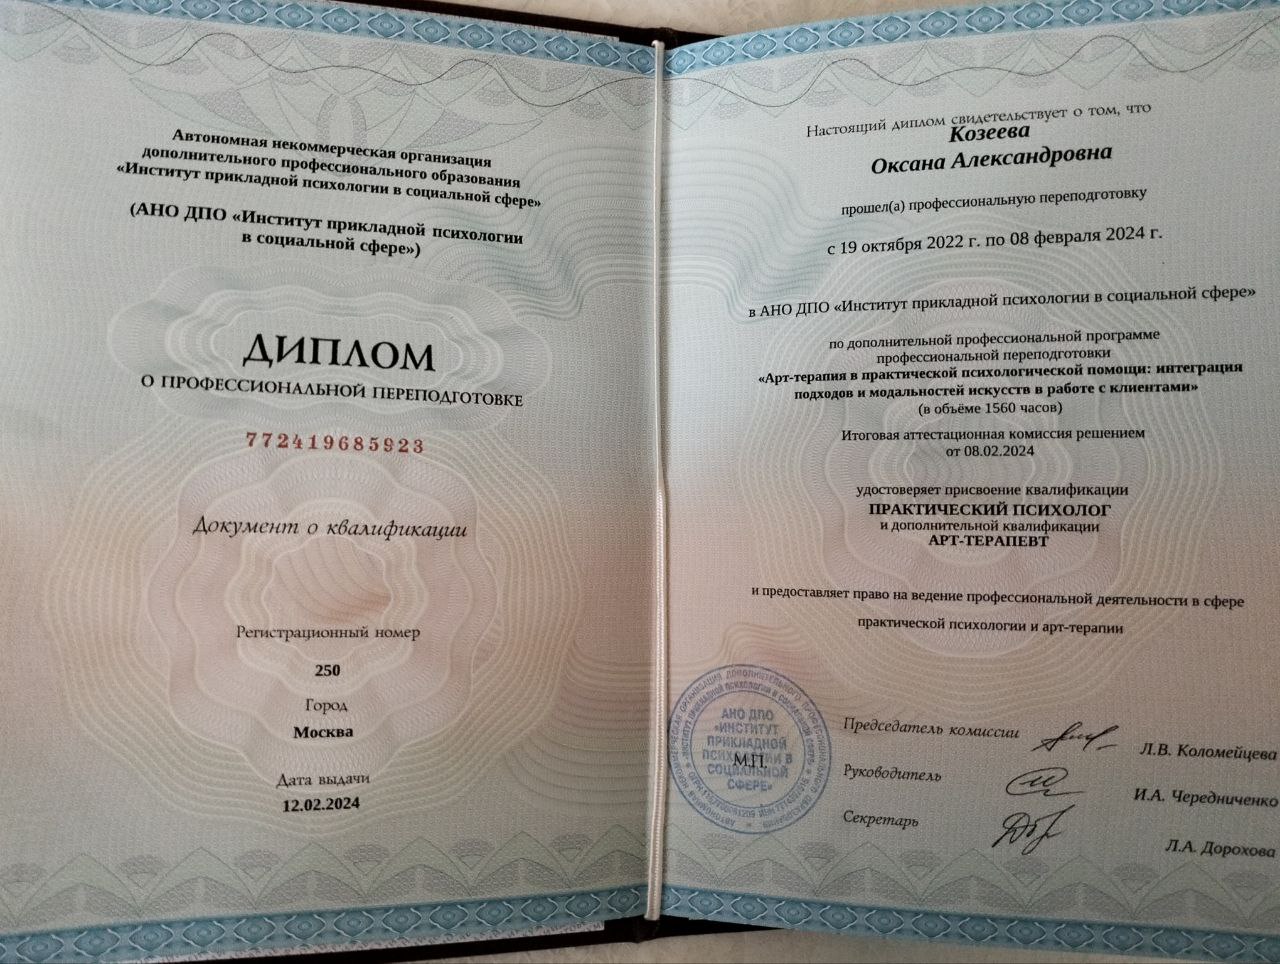 Автономная некоммерческая организация
дополнительного профессионального образования
«Институт прикладной психологии в социальной сфере»
(АНО ДПО «Институт прикладной психологии
в социальной сфере»)
ДИПЛОМ
О ПРОФЕССИОНАЛЬНОЙ ПЕРЕПОДГОТОВКЕ
772419685923
Документ о квалификации
Регистрационный номер
250
Город
Москва
Дата выдачи
12.02.2024
Настоящий диплом свидетельствует о том, что
Козеева
Оксана Александровна
прошел(а) профессиональную переподготовку
с 19 октября 2022 г. по 08 февраля 2024 г.
в АНО ДПО «Институт прикладной психологии в социальной сфере»
по дополнительной профессиональной программе
профессиональной переподготовки
«Арт-терапия в практической психологической помощи: интеграция
подходов и модальностей искусств в работе с клиентами»
(в объёме 1560 часов)
Итоговая аттестационная комиссия решением
от 08.02.2024
удостоверяет присвоение квалификации
ПРАКТИЧЕСКИЙ ПСИХОЛОГ
и дополнительной квалификации
АРТ-ТЕРАПЕВТ
и предоставляет право на ведение профессиональной деятельности в сфере
практической психологии и арт-терапии
АНО ДПО
«ИНСТИТУТ
ПРИКЛАДНОЙ
ПСИХОЛОГИИ В
СОЦИАЛЬНОЙ
СФЕРЕ»
М.П.
Председатель комиссии
Л.В. Коломейцева
Руководитель
И.А. Чередниченко
Секретарь
Л.А. Дорохова